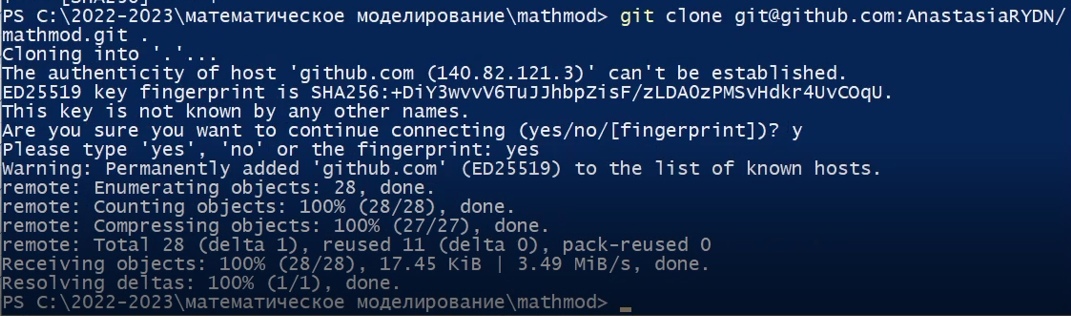 PS C:\2022-2023\математическое моделирование\mathmod> git clone git@github.com:AnastasiaRYDN/
mathmod.git .
Cloning into '.'...
The authenticity of host 'github.com (140.82.121.3)' can't be established.
ED25519 key fingerprint is SHA256:+DiY3wvvV6TuJJhbpZisF/zLDA0zPMSvHdkr4UvCOqU.
This key is not known by any other names.
Are you sure you want to continue connecting (yes/no/[fingerprint])? y
Please type 'yes', 'no' or the fingerprint: yes
Warning: Permanently added 'github.com' (ED25519) to the list of known hosts.
remote: Enumerating objects: 28, done.
remote: Counting objects: 100% (28/28), done.
remote: Compressing objects: 100% (27/27), done.
remote: Total 28 (delta 1), reused 11 (delta 0), pack-reused 0
Receiving objects: 100% (28/28), 17.45 KiB | 3.49 MiB/s, done.
Resolving deltas: 100% (1/1), done.
PS C:\2022-2023\математическое моделирование\mathmod>